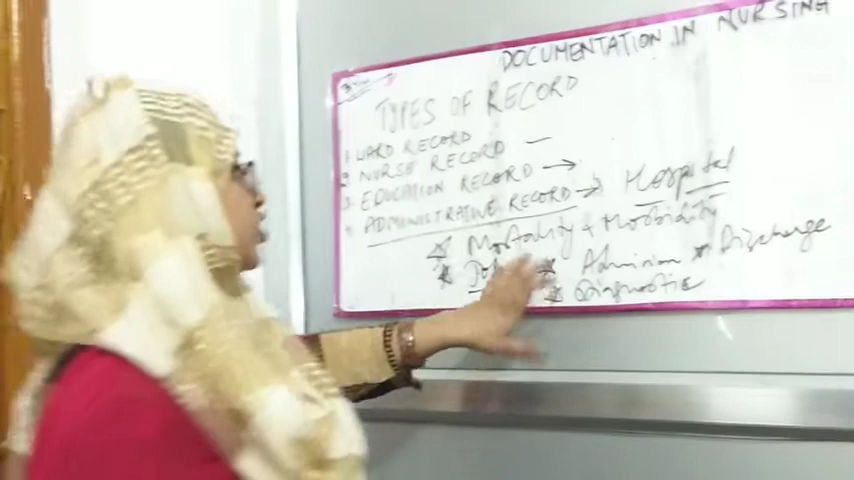 DOCUMENTATION IN NURSING
TYPES OF RECORD
1 WARD RECORD
2 NURSE RECORD —
3 EDUCATION RECORD →
4 ADMINISTRATIVE RECORD → Hospital
Mortality & Morbidity
Admission Discharge
Diagnostic